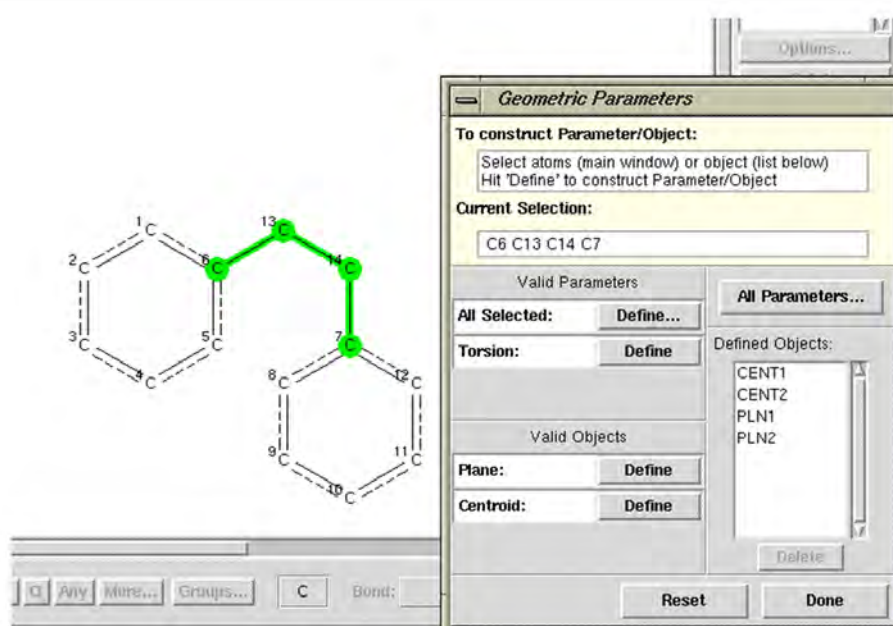 Options...
Geometric Parameters
To construct Parameter/Object:
Select atoms (main window) or object (list below)
Hit 'Define' to construct Parameter/Object
Current Selection:
C6 C13 C14 C7
Valid Parameters
All Parameters...
All Selected: Define...
Torsion: Define
Defined Objects:
CENT1
CENT2
PLN1
PLN2
Valid Objects
Plane: Define
Centroid: Define
Delete
Reset Done
1 C
13 C
2 C
6 C
14 C
3 C
5 C
7 C
4 C
8 C
12 C
9 C
11 C
10 C
Cl Any More... Groups... C Bond: